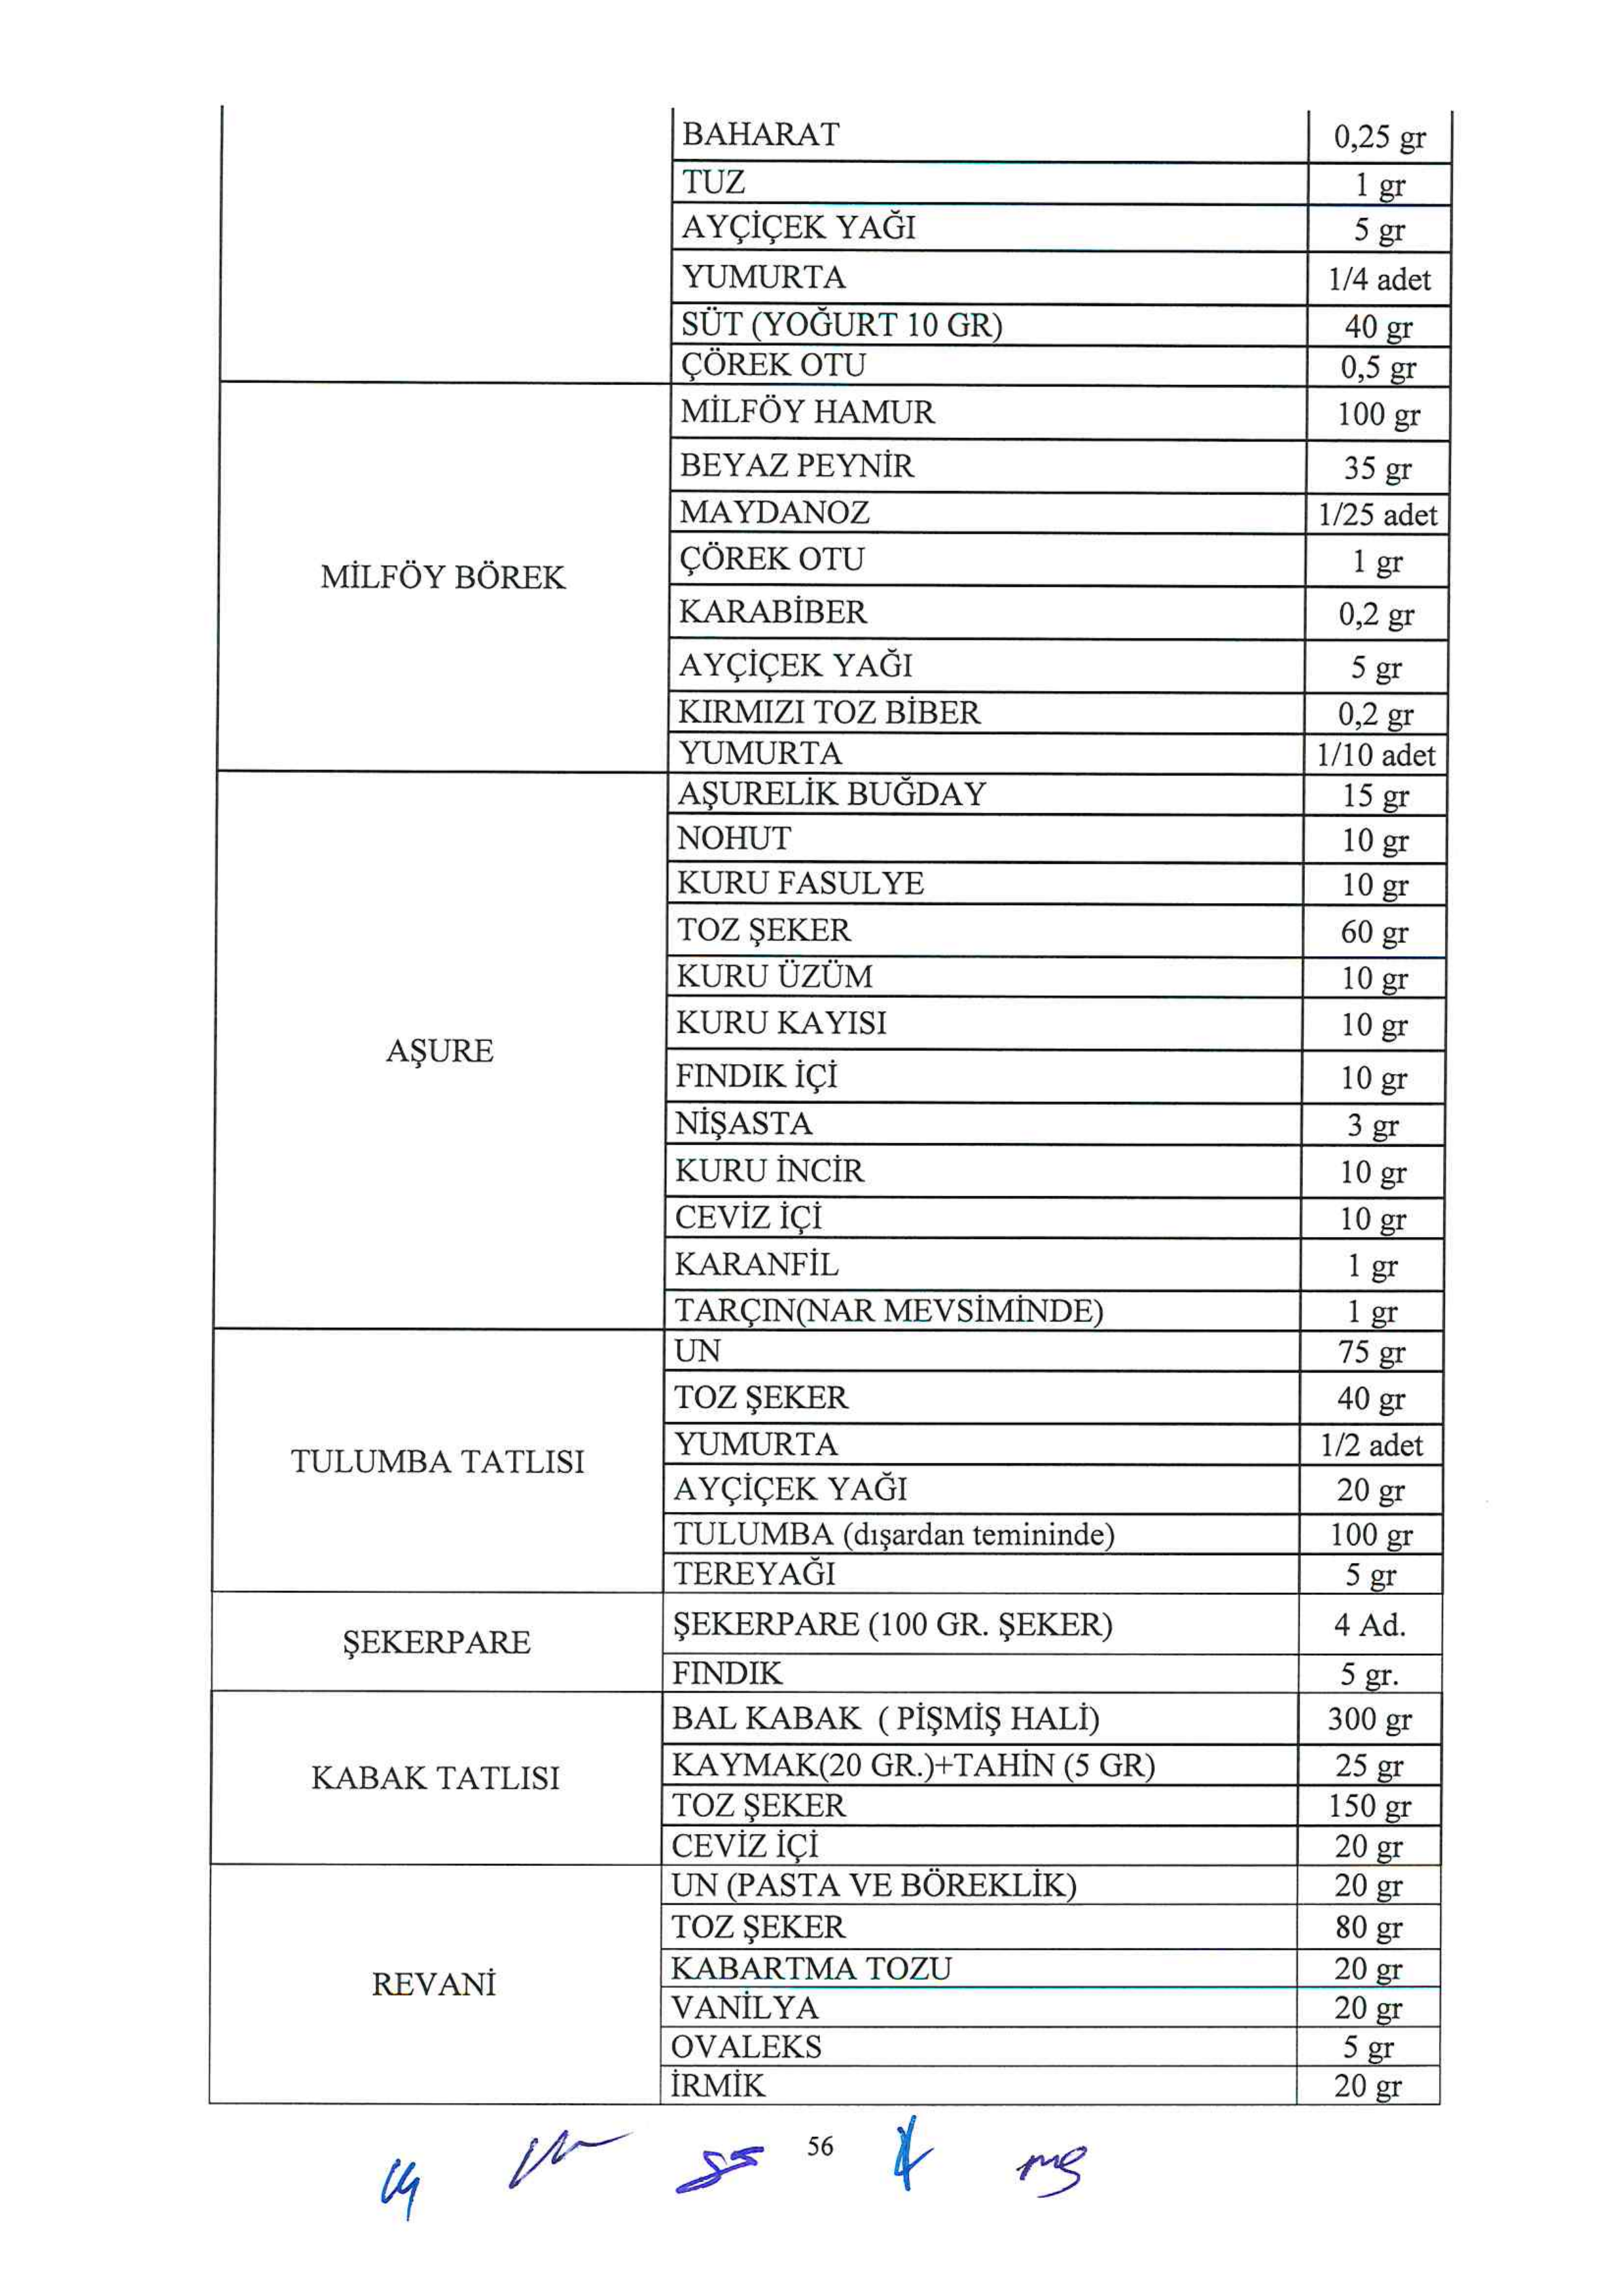 BAHARAT 0,25 gr
TUZ 1 gr
AYÇİÇEK YAĞI 5 gr
YUMURTA 1/4 adet
SÜT (YOĞURT 10 GR) 40 gr
ÇÖREK OTU 0,5 gr
MİLFÖY BÖREK
MİLFÖY HAMUR 100 gr
BEYAZ PEYNİR 35 gr
MAYDANOZ 1/25 adet
ÇÖREK OTU 1 gr
KARABİBER 0,2 gr
AYÇİÇEK YAĞI 5 gr
KIRMIZI TOZ BİBER 0,2 gr
YUMURTA 1/10 adet
AŞURE
AŞURELİK BUĞDAY 15 gr
NOHUT 10 gr
KURU FASULYE 10 gr
TOZ ŞEKER 60 gr
KURU ÜZÜM 10 gr
KURU KAYISI 10 gr
FINDIK İÇİ 10 gr
NİŞASTA 3 gr
KURU İNCİR 10 gr
CEVİZ İÇİ 10 gr
KARANFİL 1 gr
TARÇIN(NAR MEVSİMİNDE) 1 gr
TULUMBA TATLISI
UN 75 gr
TOZ ŞEKER 40 gr
YUMURTA 1/2 adet
AYÇİÇEK YAĞI 20 gr
TULUMBA (dışardan temininde) 100 gr
TEREYAĞI 5 gr
ŞEKERPARE
ŞEKERPARE (100 GR. ŞEKER) 4 Ad.
FINDIK 5 gr.
KABAK TATLISI
BAL KABAK ( PİŞMİŞ HALİ) 300 gr
KAYMAK(20 GR.)+TAHİN (5 GR) 25 gr
TOZ ŞEKER 150 gr
CEVİZ İÇİ 20 gr
REVANİ
UN (PASTA VE BÖREKLİK) 20 gr
TOZ ŞEKER 80 gr
KABARTMA TOZU 20 gr
VANİLYA 20 gr
OVALEKS 5 gr
İRMİK 20 gr
56